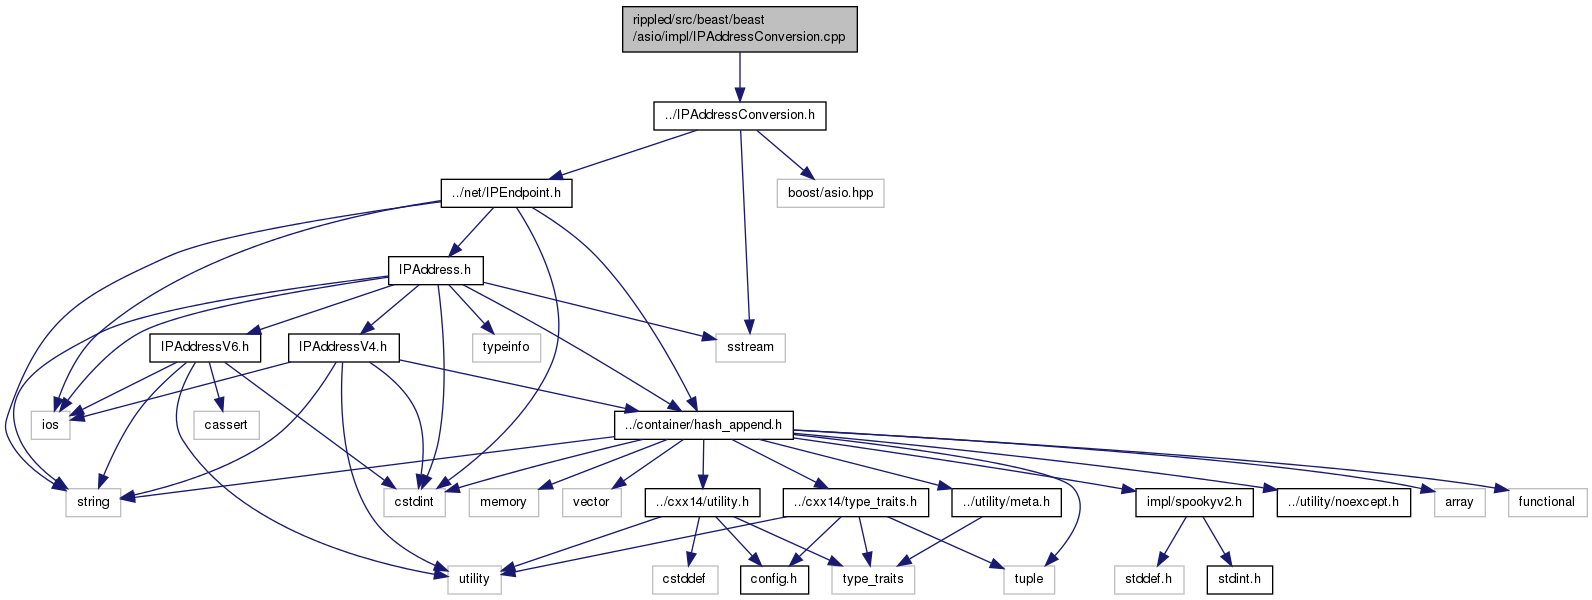 rippled/src/beast/beast
/asio/impl/IPAddressConversion.cpp
../IPAddressConversion.h
../net/IPEndpoint.h
boost/asio.hpp
IPAddress.h
IPAddressV6.h
IPAddressV4.h
typeinfo
sstream
ios
cassert
../container/hash_append.h
string
cstdint
memory
vector
../cxx14/utility.h
../cxx14/type_traits.h
../utility/meta.h
impl/spookyv2.h
../utility/noexcept.h
array
functional
utility
cstddef
config.h
type_traits
tuple
stddef.h
stdint.h